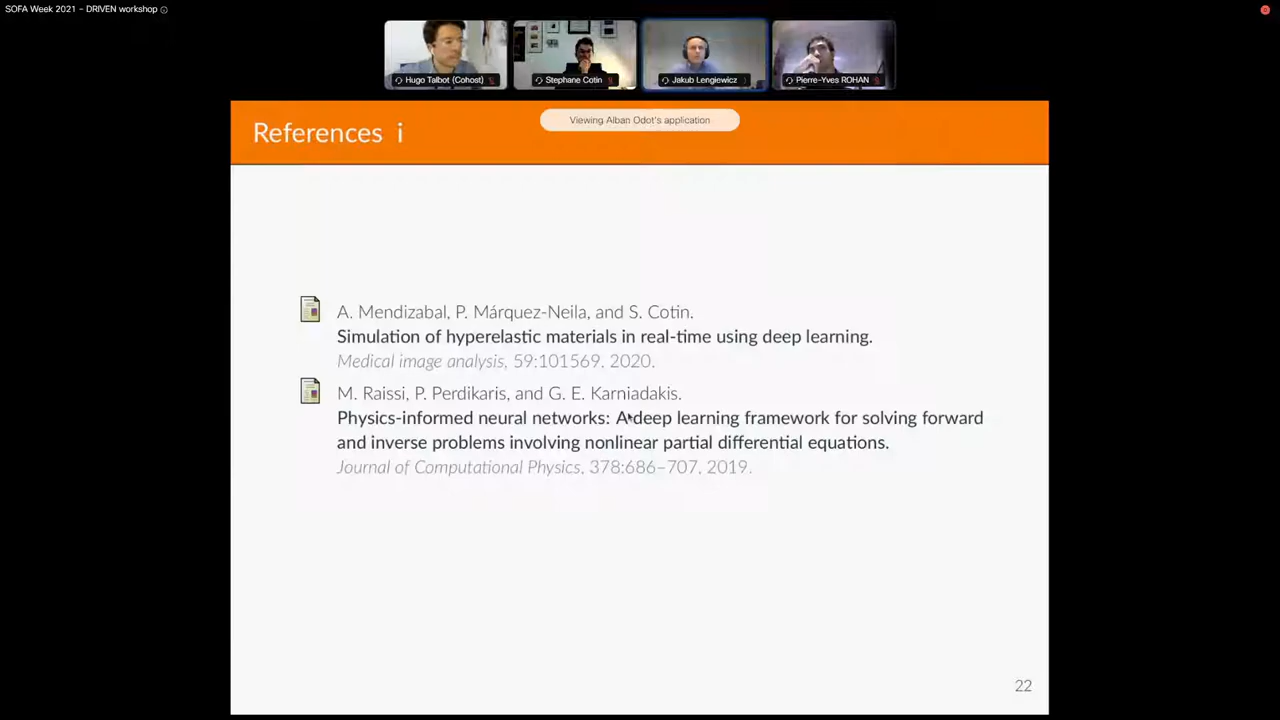 SOFA Week 2021 - DRIVEN workshop
Hugo Talbot (Cohost)
Stephane Cotin
Jakub Lengiewicz
Pierre-Yves ROHAN
Viewing Alban Odot's application
References i
A. Mendizabal, P. Márquez-Neila, and S. Cotin.
Simulation of hyperelastic materials in real-time using deep learning.
Medical image analysis, 59:101569, 2020.
M. Raissi, P. Perdikaris, and G. E. Karniadakis.
Physics-informed neural networks: A deep learning framework for solving forward
and inverse problems involving nonlinear partial differential equations.
Journal of Computational Physics, 378:686–707, 2019.
22